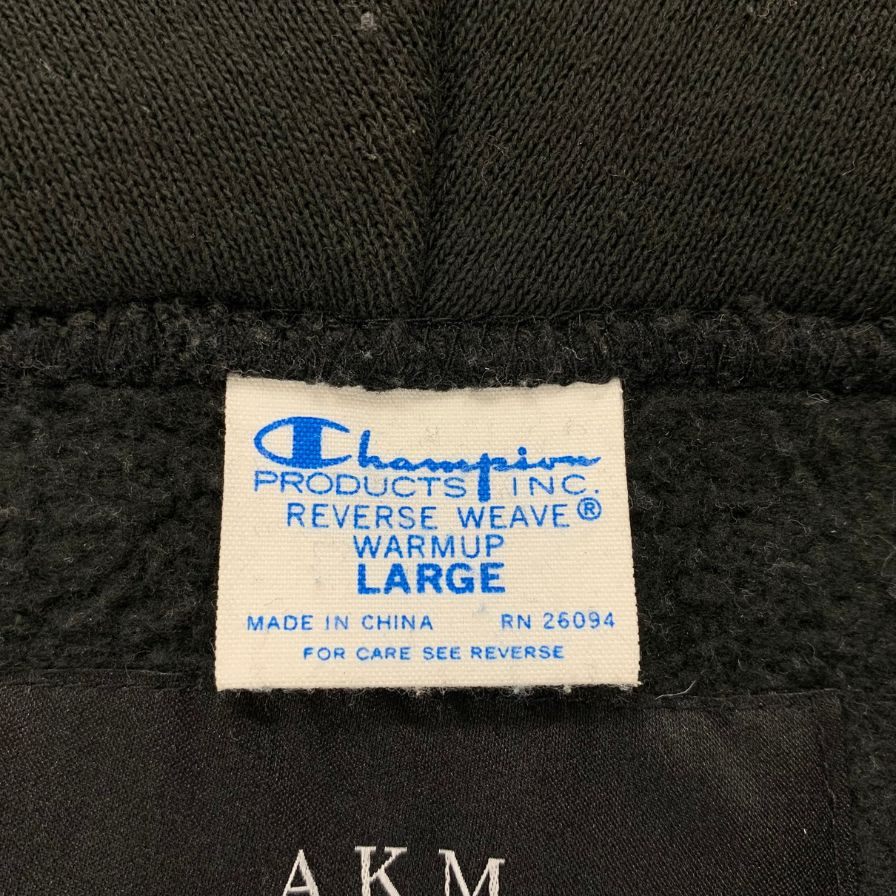 Champion
PRODUCTS INC.
REVERSE WEAVE®
WARMUP
LARGE
MADE IN CHINA RN 26094
FOR CARE SEE REVERSE
AKM